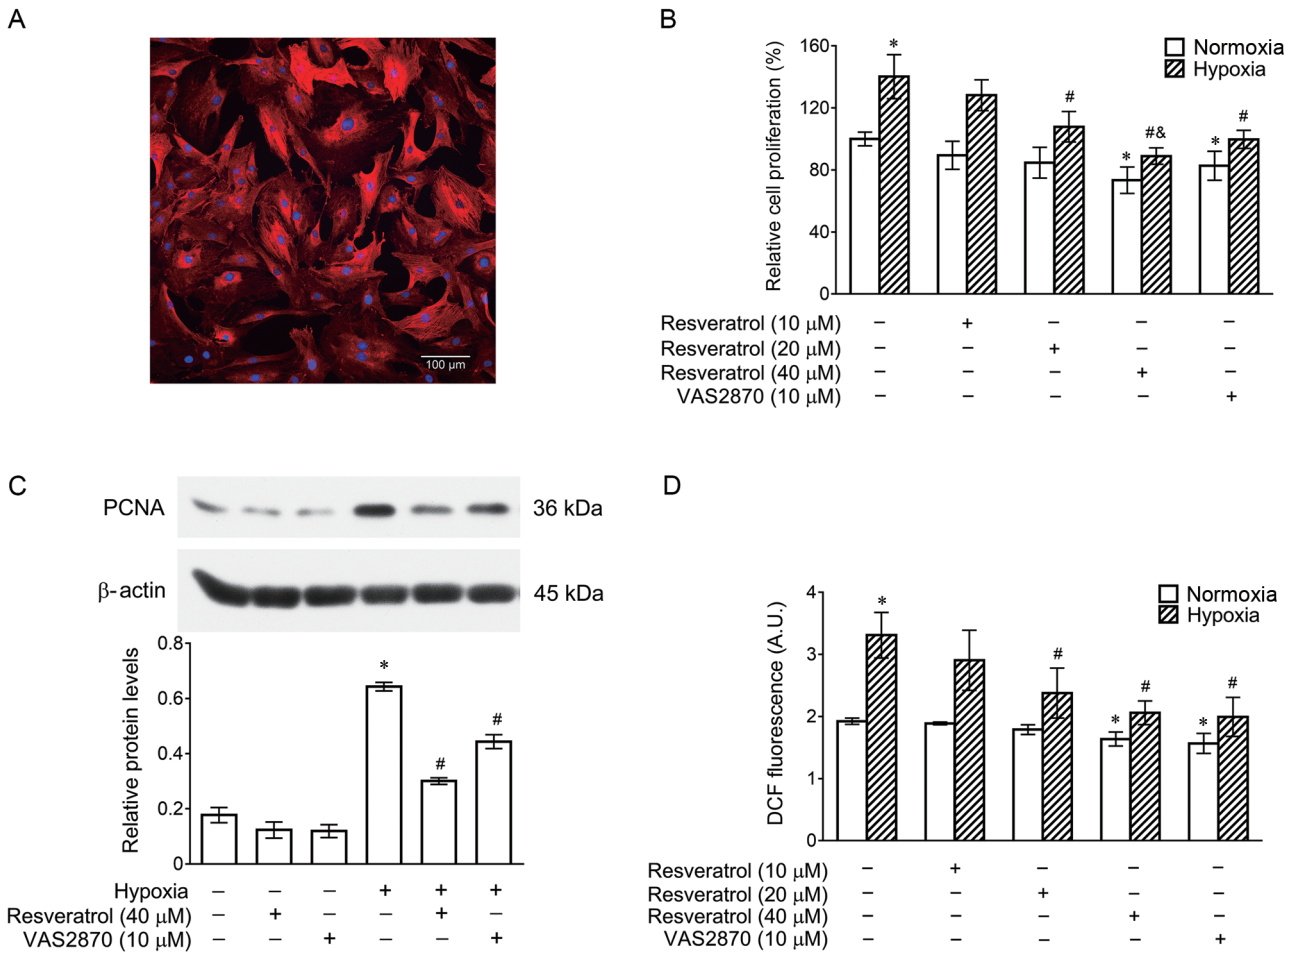 A
100 μm
B
Relative cell proliferation (%)
160
120
80
40
0
Normoxia
Hypoxia
*
#
* #&
* #
Resveratrol (10 μM) – + – – –
Resveratrol (20 μM) – – + – –
Resveratrol (40 μM) – – – + –
VAS2870 (10 μM) – – – – +
C
PCNA 36 kDa
β-actin 45 kDa
Relative protein levels
0.8
0.6
0.4
0.2
0
*
#
#
Hypoxia – – – + + +
Resveratrol (40 μM) – + – – + –
VAS2870 (10 μM) – – + – – +
D
DCF fluorescence (A.U.)
4
3
2
1
0
Normoxia
Hypoxia
*
#
* #
* #
Resveratrol (10 μM) – + – – –
Resveratrol (20 μM) – – + – –
Resveratrol (40 μM) – – – + –
VAS2870 (10 μM) – – – – +